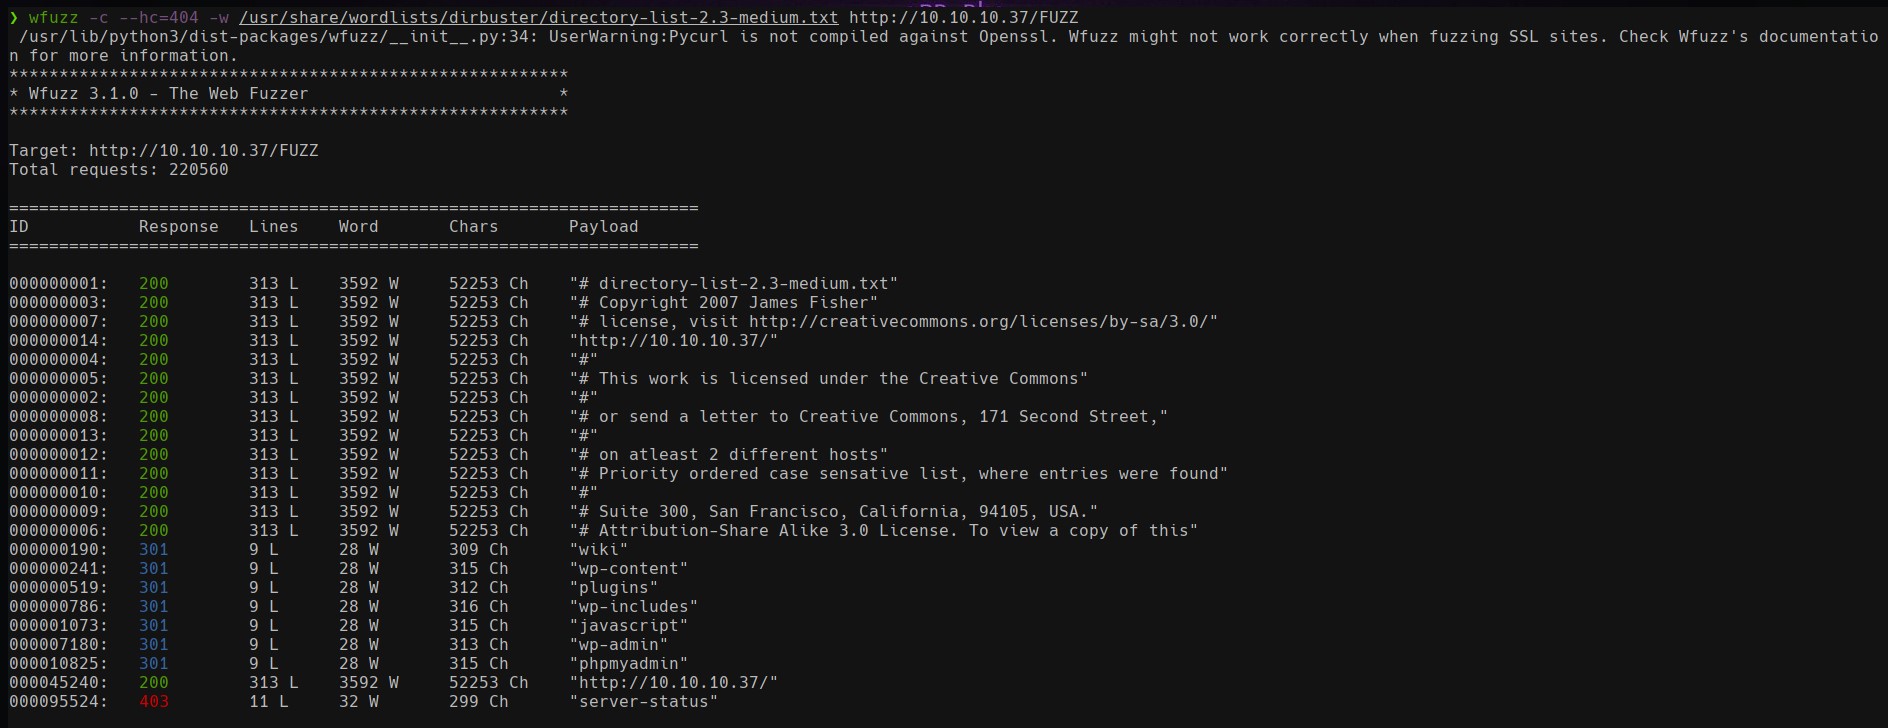 ❯ wfuzz -c --hc=404 -w /usr/share/wordlists/dirbuster/directory-list-2.3-medium.txt http://10.10.10.37/FUZZ
 /usr/lib/python3/dist-packages/wfuzz/__init__.py:34: UserWarning:Pycurl is not compiled against Openssl. Wfuzz might not work correctly when fuzzing SSL sites. Check Wfuzz's documentatio
n for more information.
********************************************************
* Wfuzz 3.1.0 - The Web Fuzzer                         *
********************************************************
Target: http://10.10.10.37/FUZZ
Total requests: 220560
=====================================================================
ID           Response   Lines    Word       Chars       Payload
=====================================================================
000000001:   200        313 L    3592 W     52253 Ch    "# directory-list-2.3-medium.txt"
000000003:   200        313 L    3592 W     52253 Ch    "# Copyright 2007 James Fisher"
000000007:   200        313 L    3592 W     52253 Ch    "# license, visit http://creativecommons.org/licenses/by-sa/3.0/"
000000014:   200        313 L    3592 W     52253 Ch    "http://10.10.10.37/"
000000004:   200        313 L    3592 W     52253 Ch    "#"
000000005:   200        313 L    3592 W     52253 Ch    "# This work is licensed under the Creative Commons"
000000002:   200        313 L    3592 W     52253 Ch    "#"
000000008:   200        313 L    3592 W     52253 Ch    "# or send a letter to Creative Commons, 171 Second Street,"
000000013:   200        313 L    3592 W     52253 Ch    "#"
000000012:   200        313 L    3592 W     52253 Ch    "# on atleast 2 different hosts"
000000011:   200        313 L    3592 W     52253 Ch    "# Priority ordered case sensative list, where entries were found"
000000010:   200        313 L    3592 W     52253 Ch    "#"
000000009:   200        313 L    3592 W     52253 Ch    "# Suite 300, San Francisco, California, 94105, USA."
000000006:   200        313 L    3592 W     52253 Ch    "# Attribution-Share Alike 3.0 License. To view a copy of this"
000000190:   301        9 L      28 W       309 Ch      "wiki"
000000241:   301        9 L      28 W       315 Ch      "wp-content"
000000519:   301        9 L      28 W       312 Ch      "plugins"
000000786:   301        9 L      28 W       316 Ch      "wp-includes"
000001073:   301        9 L      28 W       315 Ch      "javascript"
000007180:   301        9 L      28 W       313 Ch      "wp-admin"
000010825:   301        9 L      28 W       315 Ch      "phpmyadmin"
000045240:   200        313 L    3592 W     52253 Ch    "http://10.10.10.37/"
000095524:   403        11 L     32 W       299 Ch      "server-status"